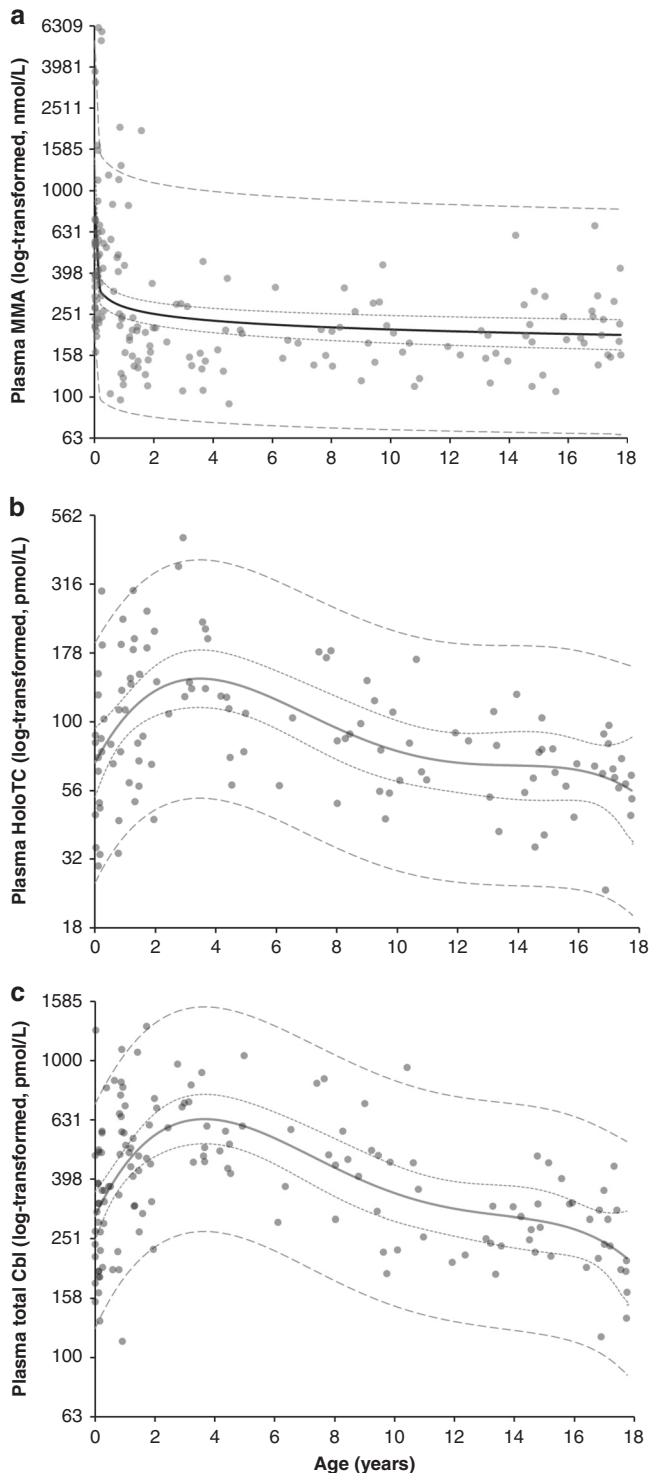 a
Plasma MMA (log-transformed, nmol/L)
6309
3981
2511
1585
1000
631
398
251
158
100
63
0 2 4 6 8 10 12 14 16 18
b
Plasma HoloTC (log-transformed, pmol/L)
562
316
178
100
56
32
18
0 2 4 6 8 10 12 14 16 18
c
Plasma total Cbl (log-transformed, pmol/L)
1585
1000
631
398
251
158
100
63
0 2 4 6 8 10 12 14 16 18
Age (years)